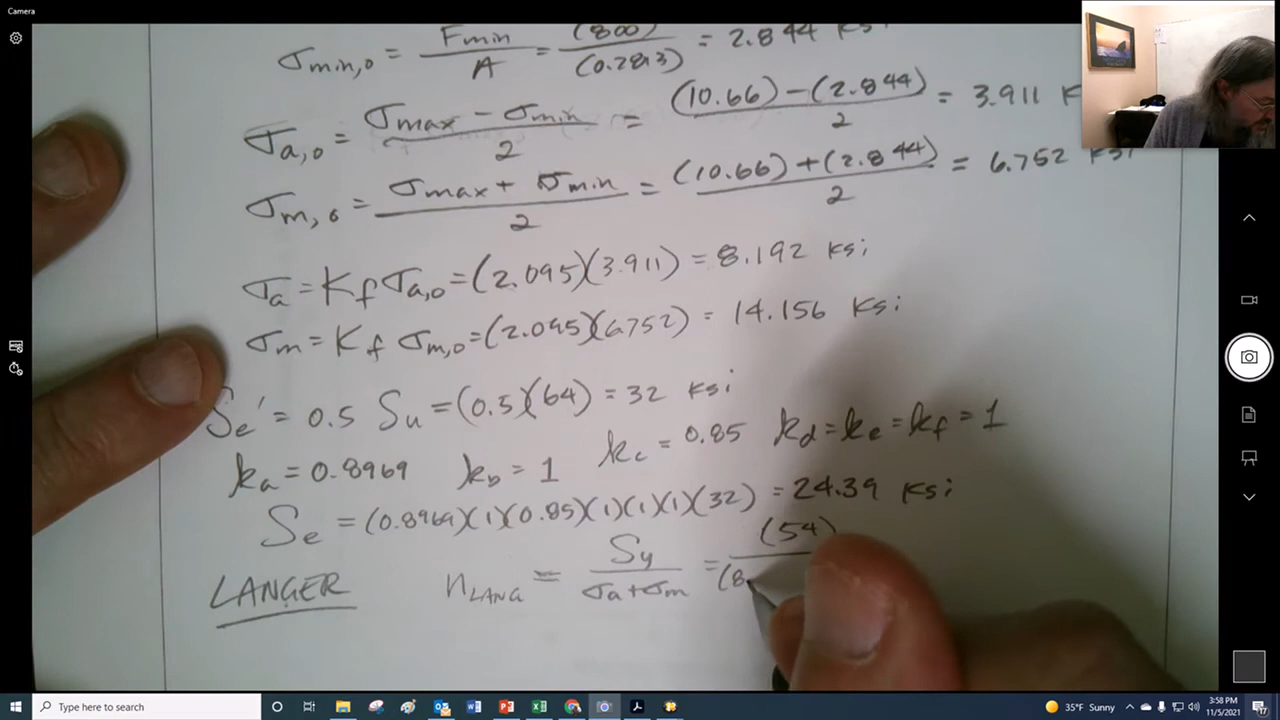 Camera
σmin,o = Fmin / A = (800) / (0.2813) = 2.844 Ksi
σa,o = σmax - σmin / 2 = (10.66) - (2.844) / 2 = 3.911 K
σm,o = σmax + σmin / 2 = (10.66) + (2.844) / 2 = 6.752 Ksi
σa = Kf σa,o = (2.095)(3.911) = 8.192 Ksi
σm = Kf σm,o = (2.095)(6.752) = 14.156 Ksi
Se' = 0.5 Su = (0.5)(64) = 32 Ksi
ka = 0.8969 kb = 1 kc = 0.85 kd = ke = kf = 1
Se = (0.8969)(1)(0.85)(1)(1)(1)(32) = 24.39 Ksi
LANGER nLANG = Sy / σa + σm = (54) / (8.
Type here to search
35°F Sunny
3:58 PM
11/5/2021
17